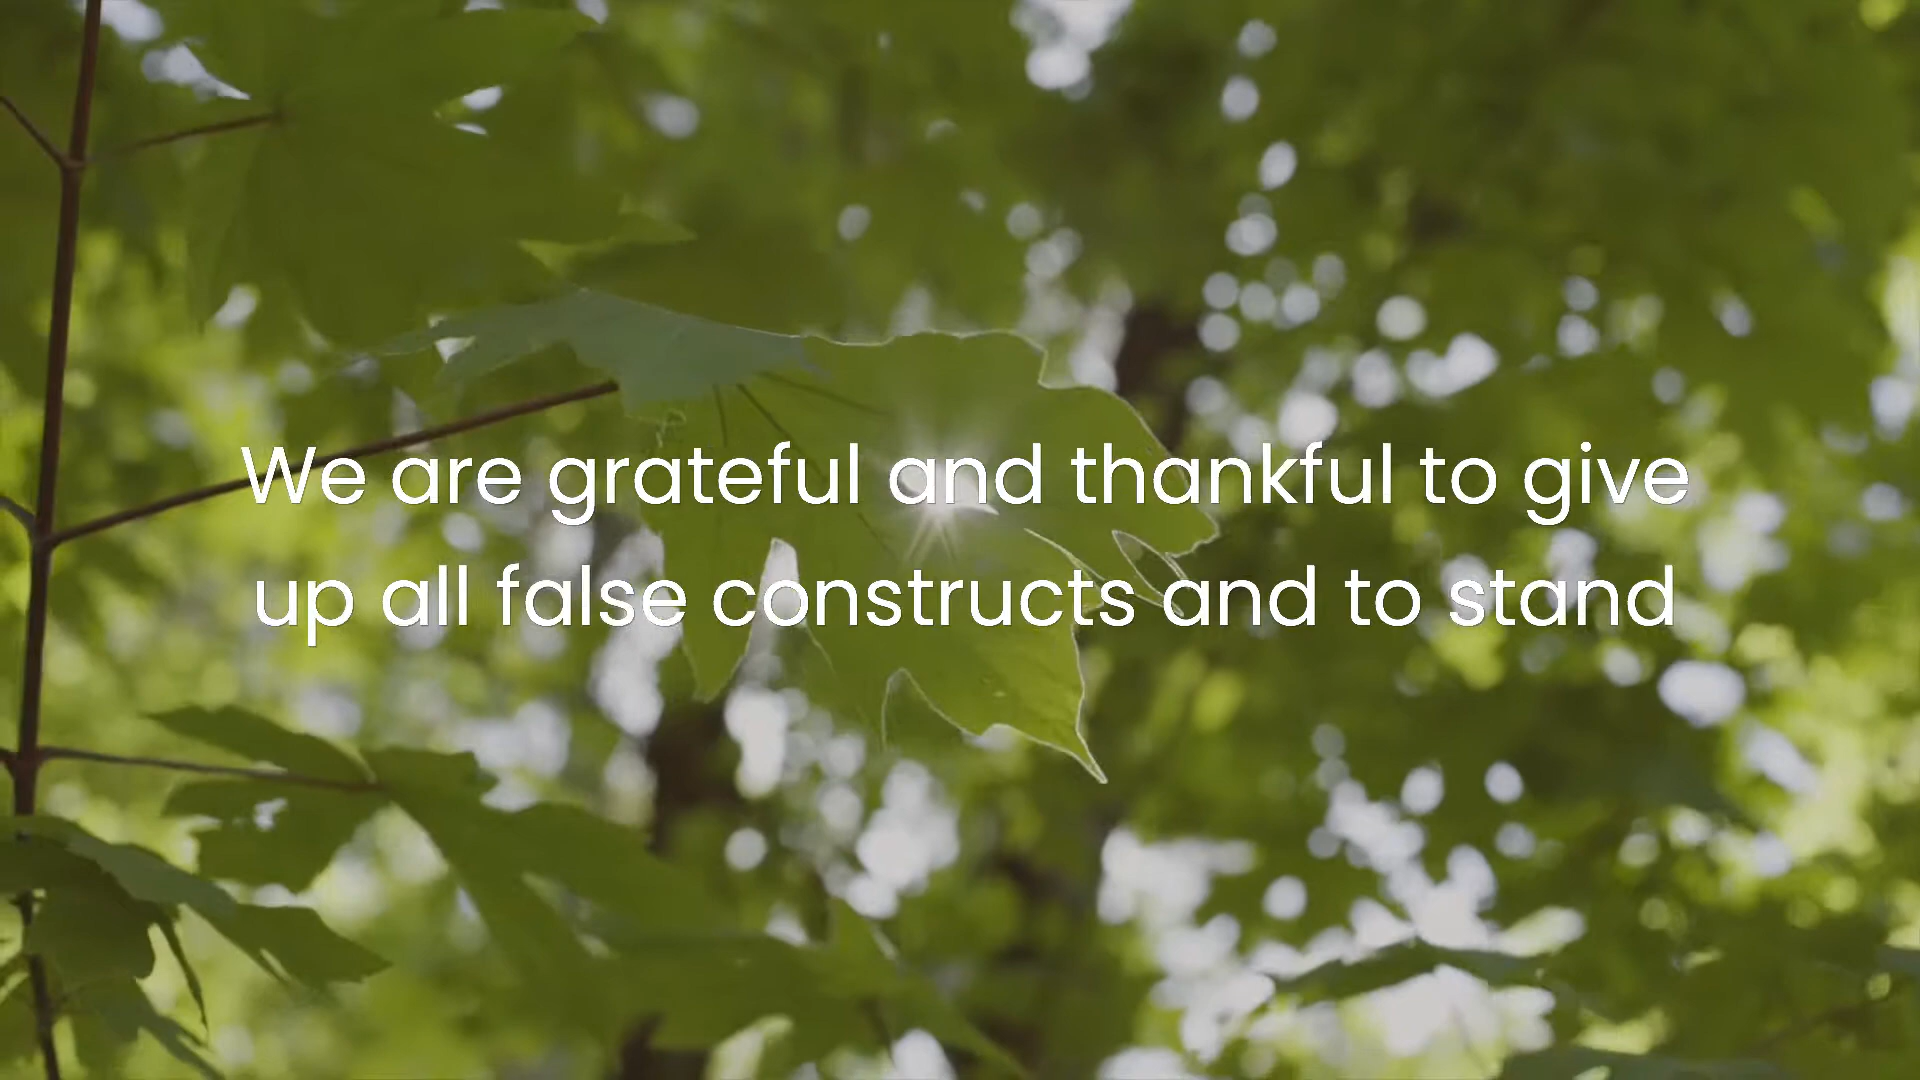 We are grateful and thankful to give
up all false constructs and to stand